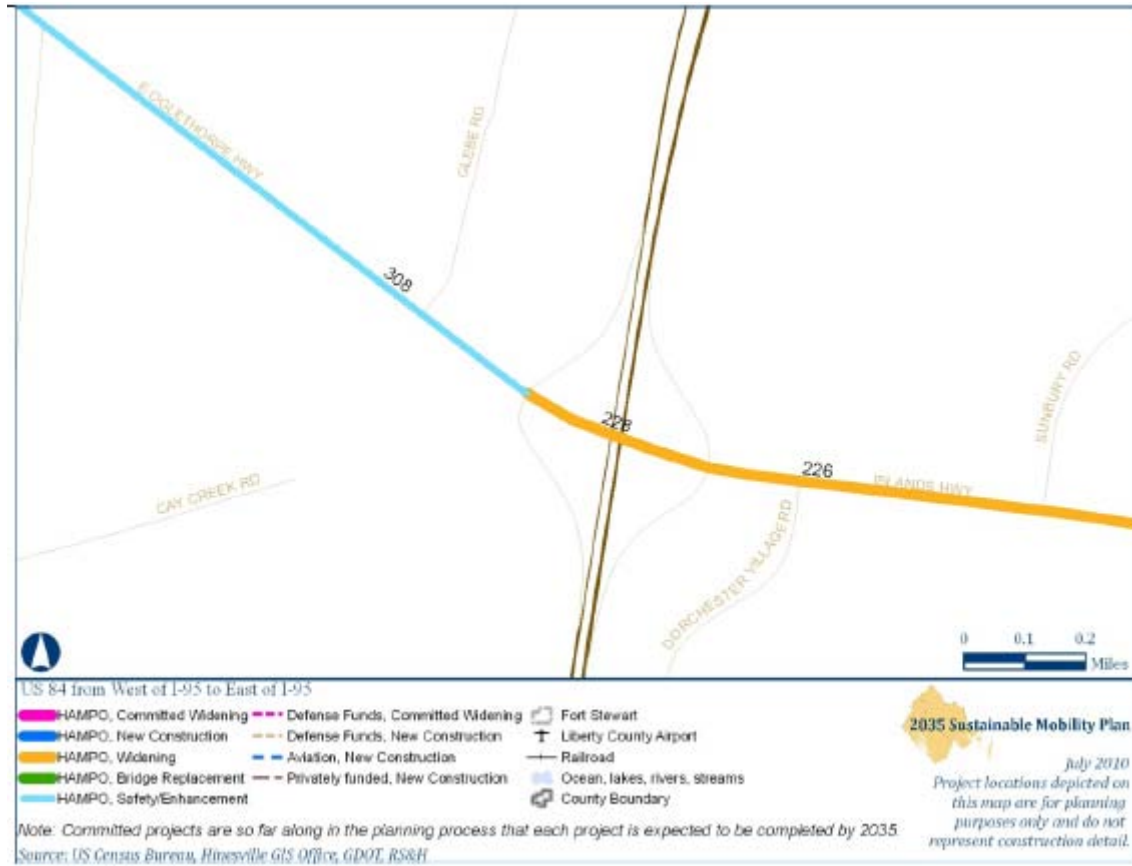 E OGLETHORPE HWY
GLEBE RD
308
228
226
ISLANDS HWY
SUNBURY RD
CAY CREEK RD
DORCHESTER VILLAGE RD
0 0.1 0.2
Miles
US 84 from West of I-95 to East of I-95
HAMPO, Committed Widening
HAMPO, New Construction
HAMPO, Widening
HAMPO, Bridge Replacement
HAMPO, Safety/Enhancement
Defense Funds, Committed Widening
Defense Funds, New Construction
Aviation, New Construction
Privately funded, New Construction
Fort Stewart
Liberty County Airport
Railroad
Ocean, lakes, rivers, streams
County Boundary
2035 Sustainable Mobility Plan
July 2010
Project locations depicted on
this map are for planning
purposes only and do not
represent construction detail.
Note: Committed projects are so far along in the planning process that each project is expected to be completed by 2035.
Source: US Census Bureau, Hinesville GIS Office, GDOT, RS&H